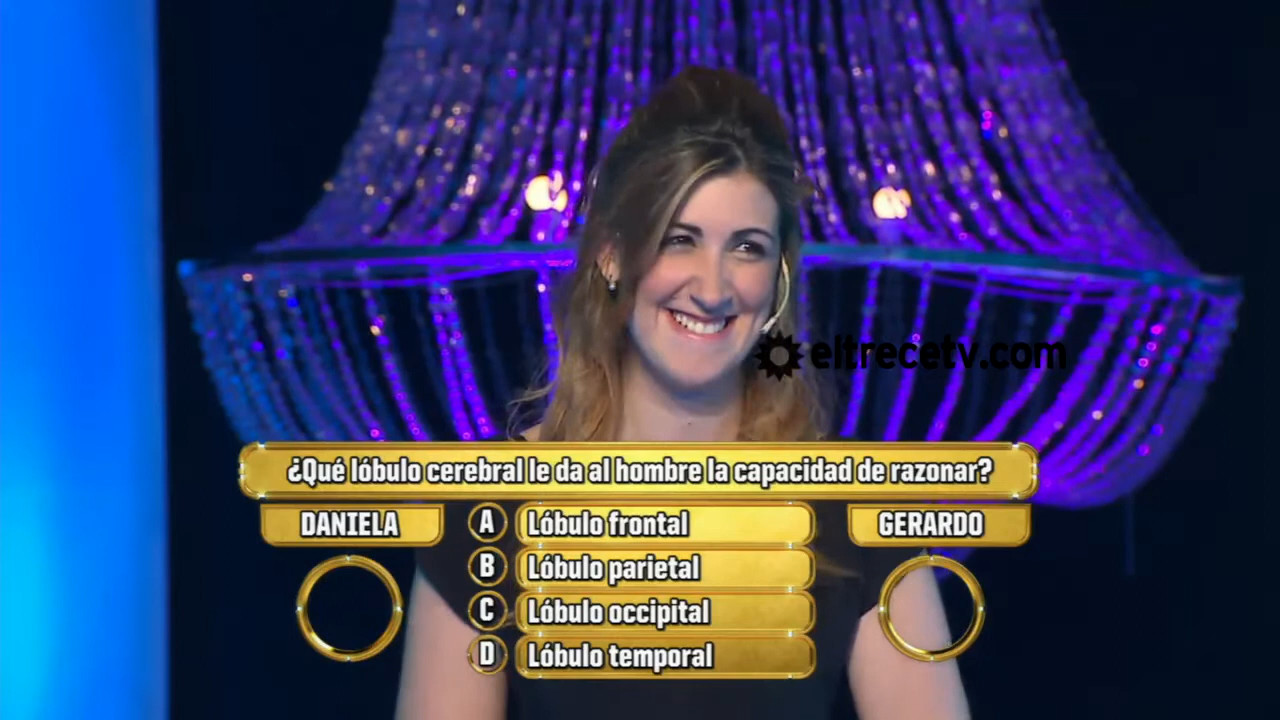 eltrecetv.com
¿Qué lóbulo cerebral le da al hombre la capacidad de razonar?
DANIELA
A Lóbulo frontal
GERARDO
B Lóbulo parietal
C Lóbulo occipital
D Lóbulo temporal